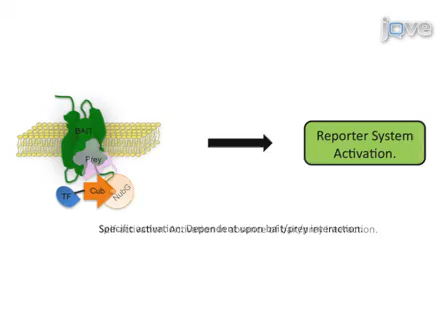 jove
BAIT
Prey
Reporter System
Activation.
TF
Cub
NubG
Specific activation: Dependent upon bait/prey interaction.